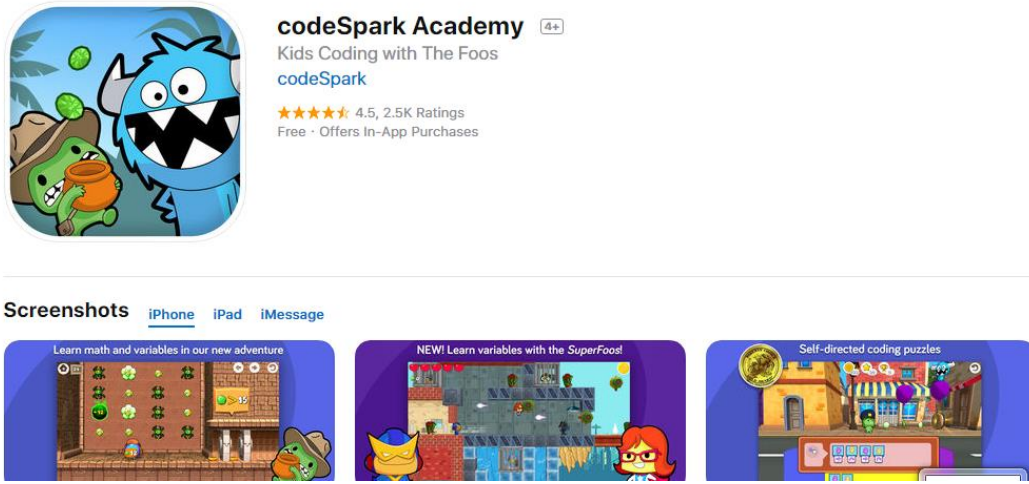 codeSpark Academy 4+
Kids Coding with The Foos
codeSpark
4.5, 2.5K Ratings
Free · Offers In-App Purchases
Screenshots iPhone iPad iMessage
Learn math and variables in our new adventure
NEW! Learn variables with the SuperFoos!
Self-directed coding puzzles
>15